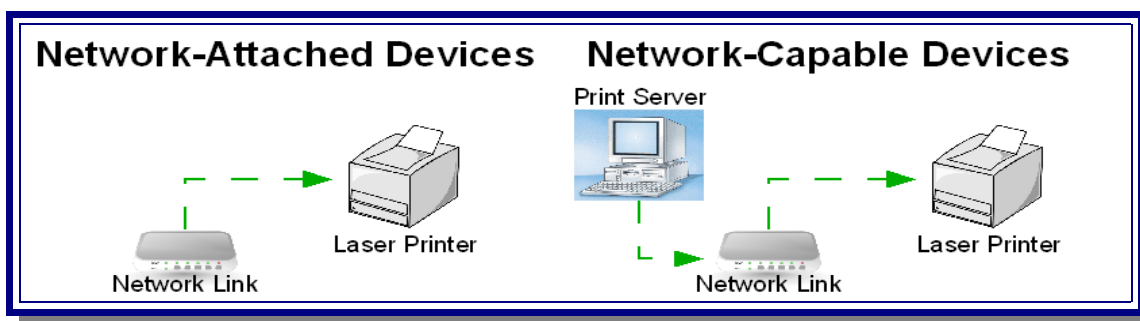 Network-Attached Devices
Laser Printer
Network Link
Network-Capable Devices
Print Server
Laser Printer
Network Link